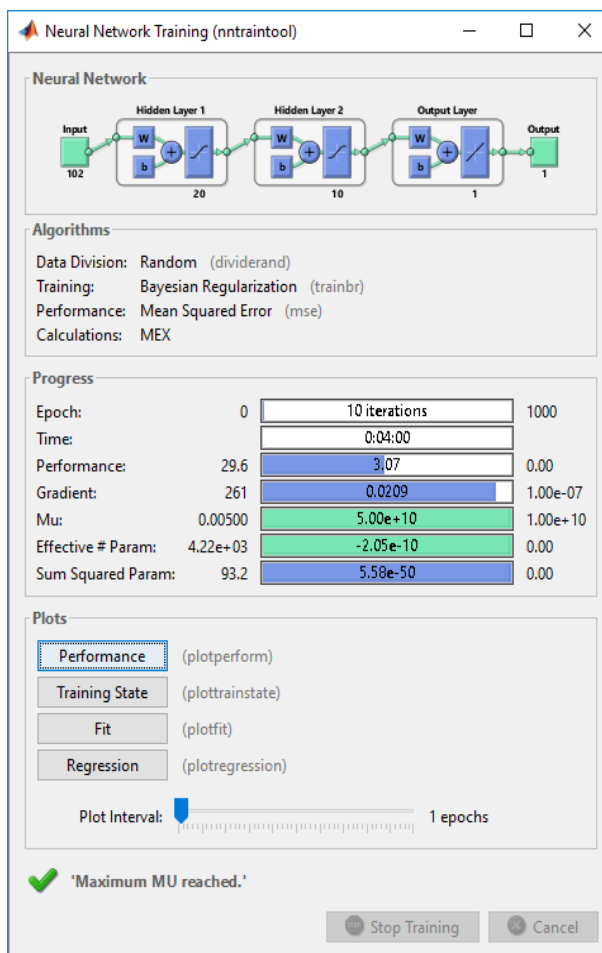 Neural Network Training (nntraintool)
Neural Network
Hidden Layer 1 Hidden Layer 2 Output Layer
Input Output
W W W
b b b
+ + +
102 20 10 1 1
Algorithms
Data Division: Random (dividerand)
Training: Bayesian Regularization (trainbr)
Performance: Mean Squared Error (mse)
Calculations: MEX
Progress
Epoch: 0 10 iterations 1000
Time: 0:04:00
Performance: 29.6 3.07 0.00
Gradient: 261 0.0209 1.00e-07
Mu: 0.00500 5.00e+10 1.00e+10
Effective # Param: 4.22e+03 -2.05e-10 0.00
Sum Squared Param: 93.2 5.58e-50 0.00
Plots
Performance (plotperform)
Training State (plottrainstate)
Fit (plotfit)
Regression (plotregression)
Plot Interval: 1 epochs
'Maximum MU reached.'
Stop Training Cancel